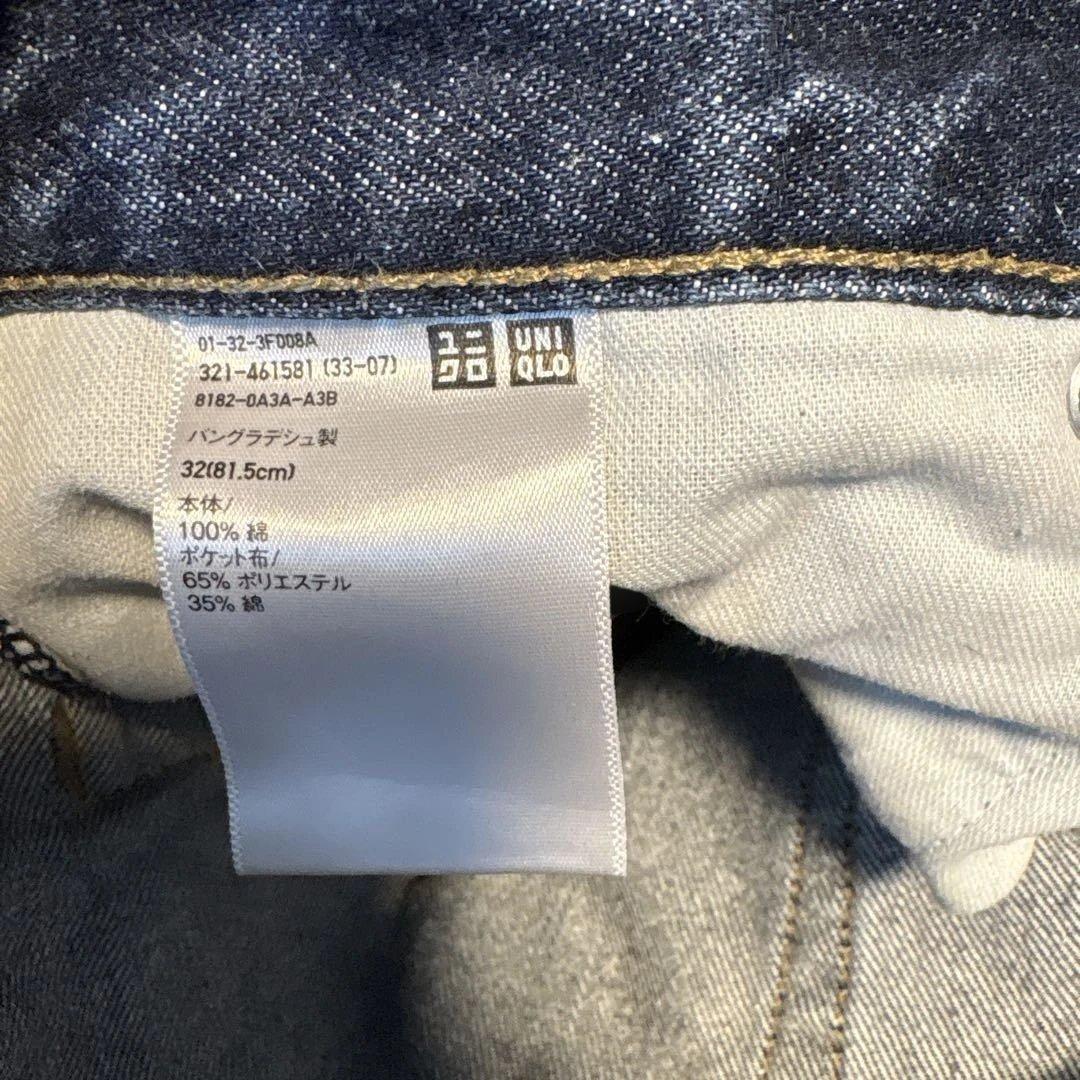 01-32-3F008A
321-461581 (33-07)
8182-0A3A-A3B
ユニ
クロ
UNI
QLO
バングラデシュ製
32(81.5cm)
本体/
100% 綿
ポケット布/
65% ポリエステル
35% 綿